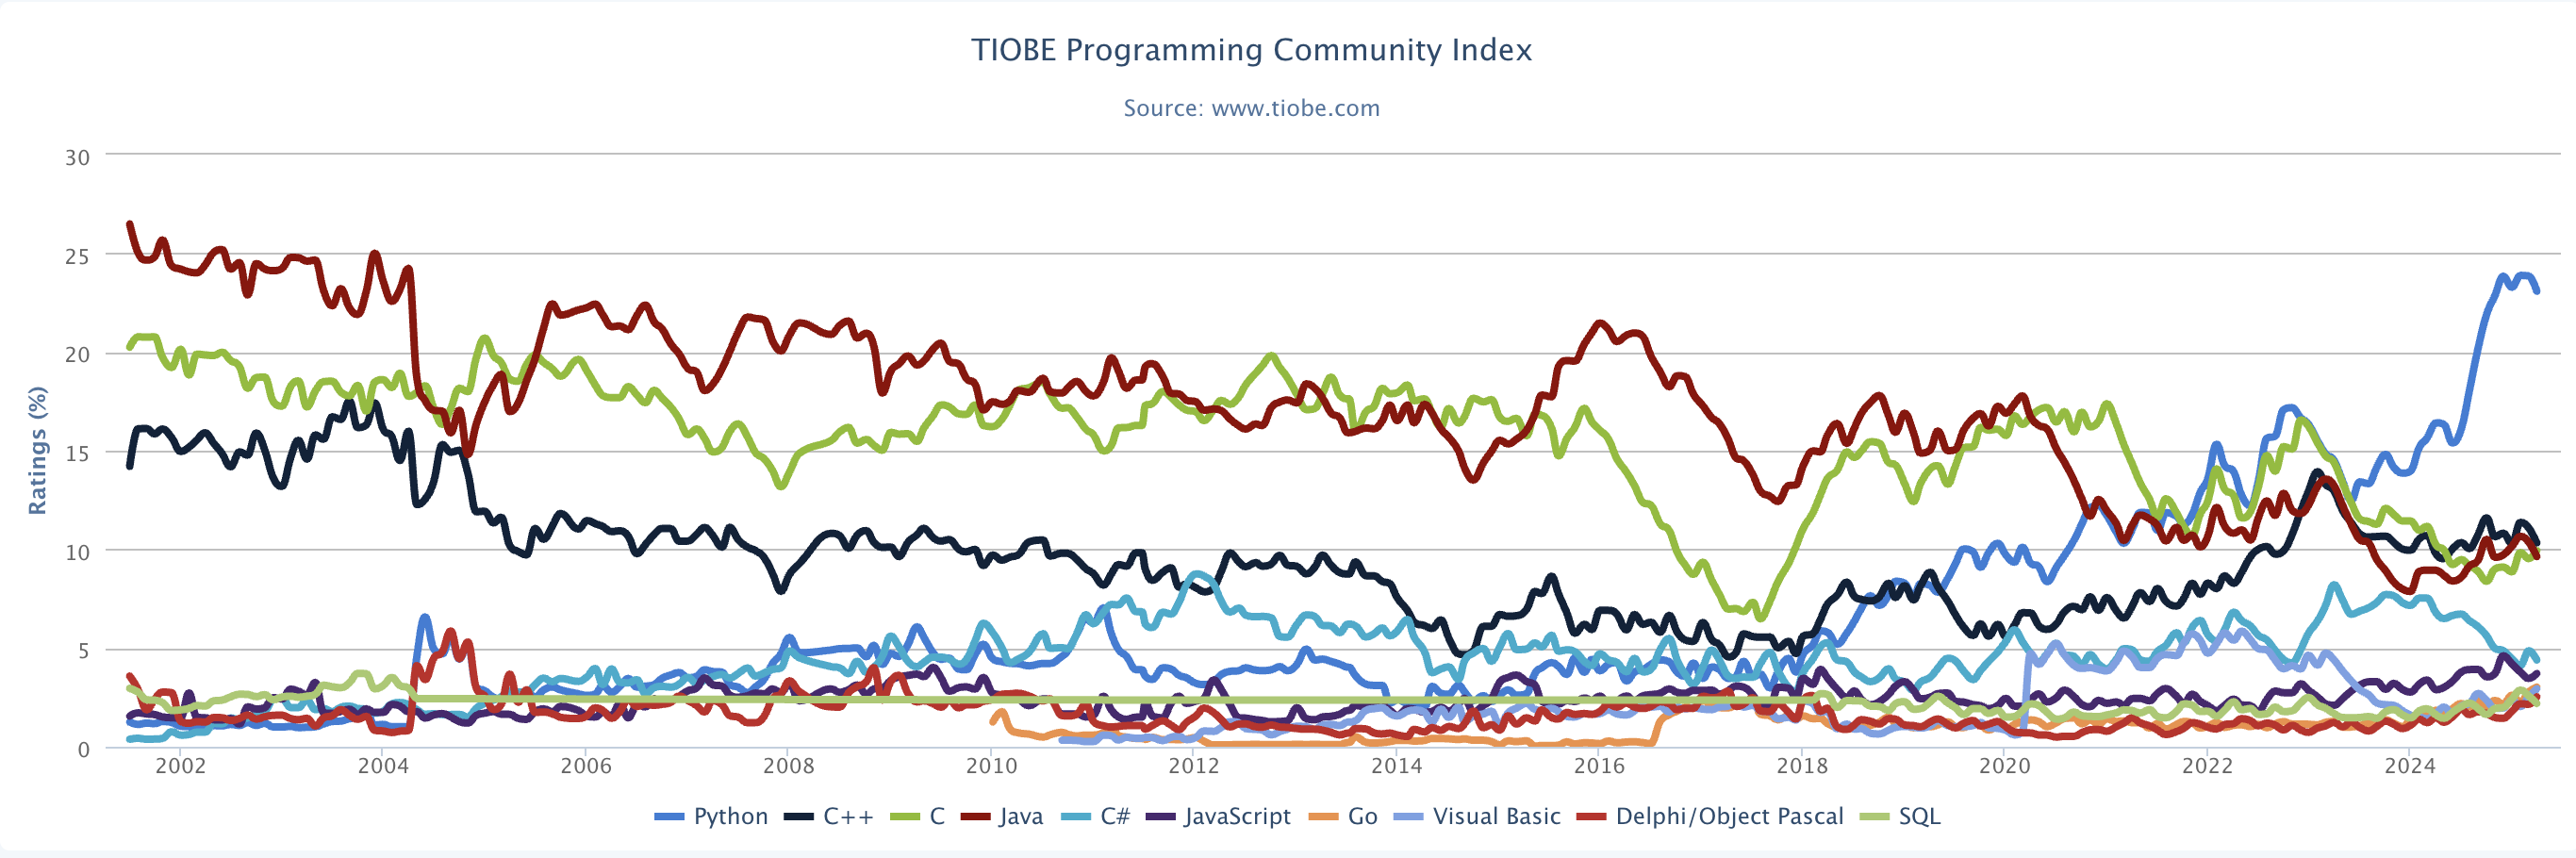 TIOBE Programming Community Index
Source: www.tiobe.com
Ratings (%)
30
25
20
15
10
5
0
2002 2004 2006 2008 2010 2012 2014 2016 2018 2020 2022 2024
Python C++ C Java C# JavaScript Go Visual Basic Delphi/Object Pascal SQL